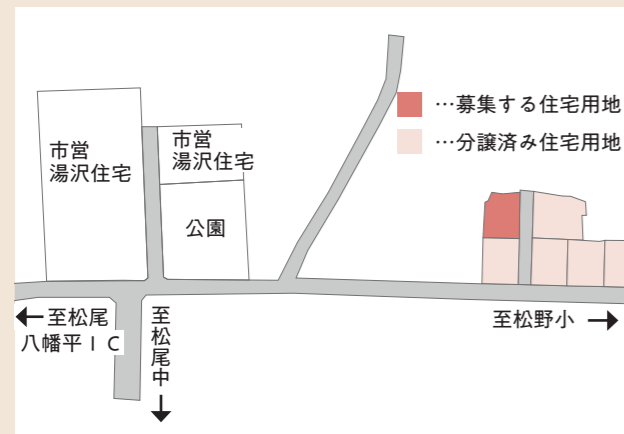 …募集する住宅用地
…分譲済み住宅用地
市営
湯沢住宅
市営
湯沢住宅
公園
←至松尾
八幡平ＩＣ
至松尾中↓
至松野小→